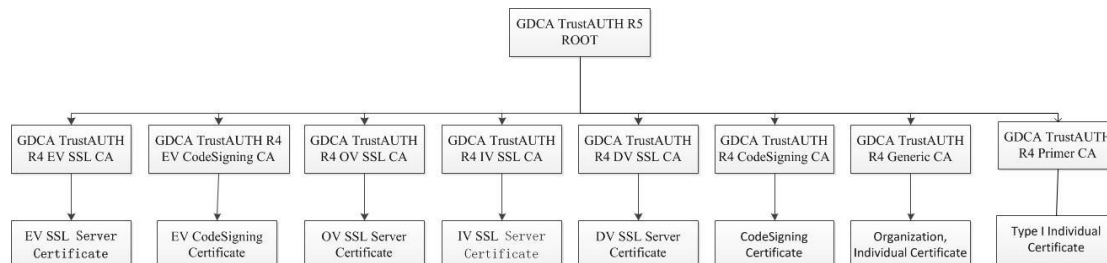 GDCA TrustAUTH R5
ROOT
GDCA TrustAUTH
R4 EV SSL CA
GDCA TrustAUTH R4
EV CodeSigning CA
GDCA TrustAUTH
R4 OV SSL CA
GDCA TrustAUTH
R4 IV SSL CA
GDCA TrustAUTH
R4 DV SSL CA
GDCA TrustAUTH
R4 CodeSigning CA
GDCA TrustAUTH
R4 Generic CA
GDCA TrustAUTH
R4 Primer CA
EV SSL Server
Certificate
EV CodeSigning
Certificate
OV SSL Server
Certificate
IV SSL Server
Certificate
DV SSL Server
Certificate
CodeSigning
Certificate
Organization,
Individual Certificate
Type I Individual
Certificate